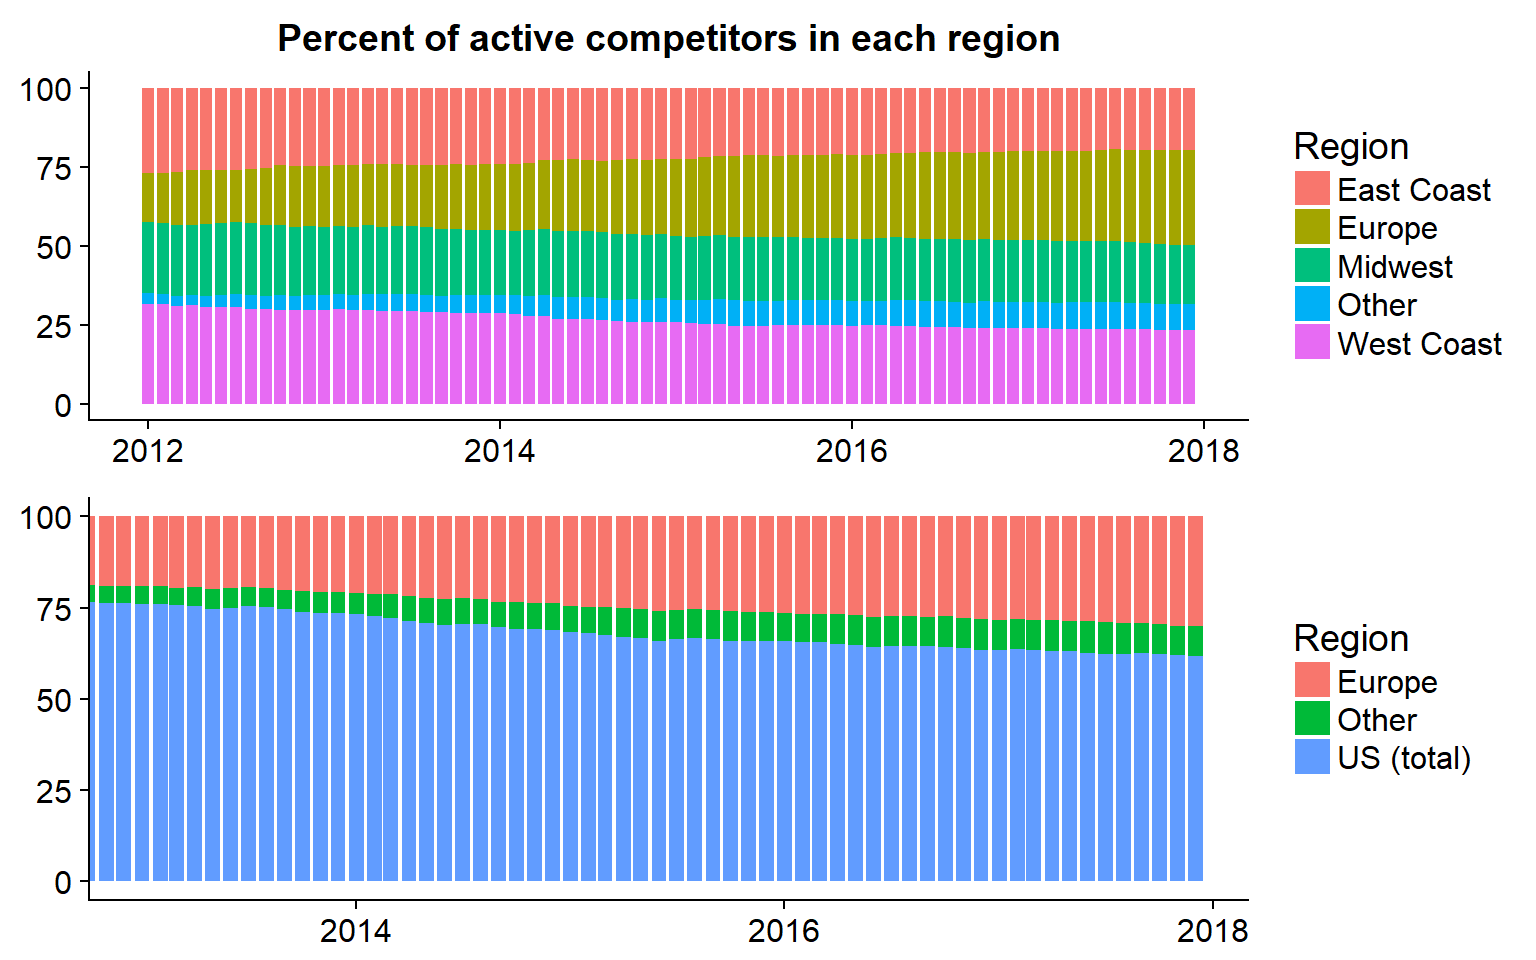 Percent of active competitors in each region
100
75
50
25
0
2012 2014 2016 2018
Region
East Coast
Europe
Midwest
Other
West Coast
100
75
50
25
0
2014 2016 2018
Region
Europe
Other
US (total)